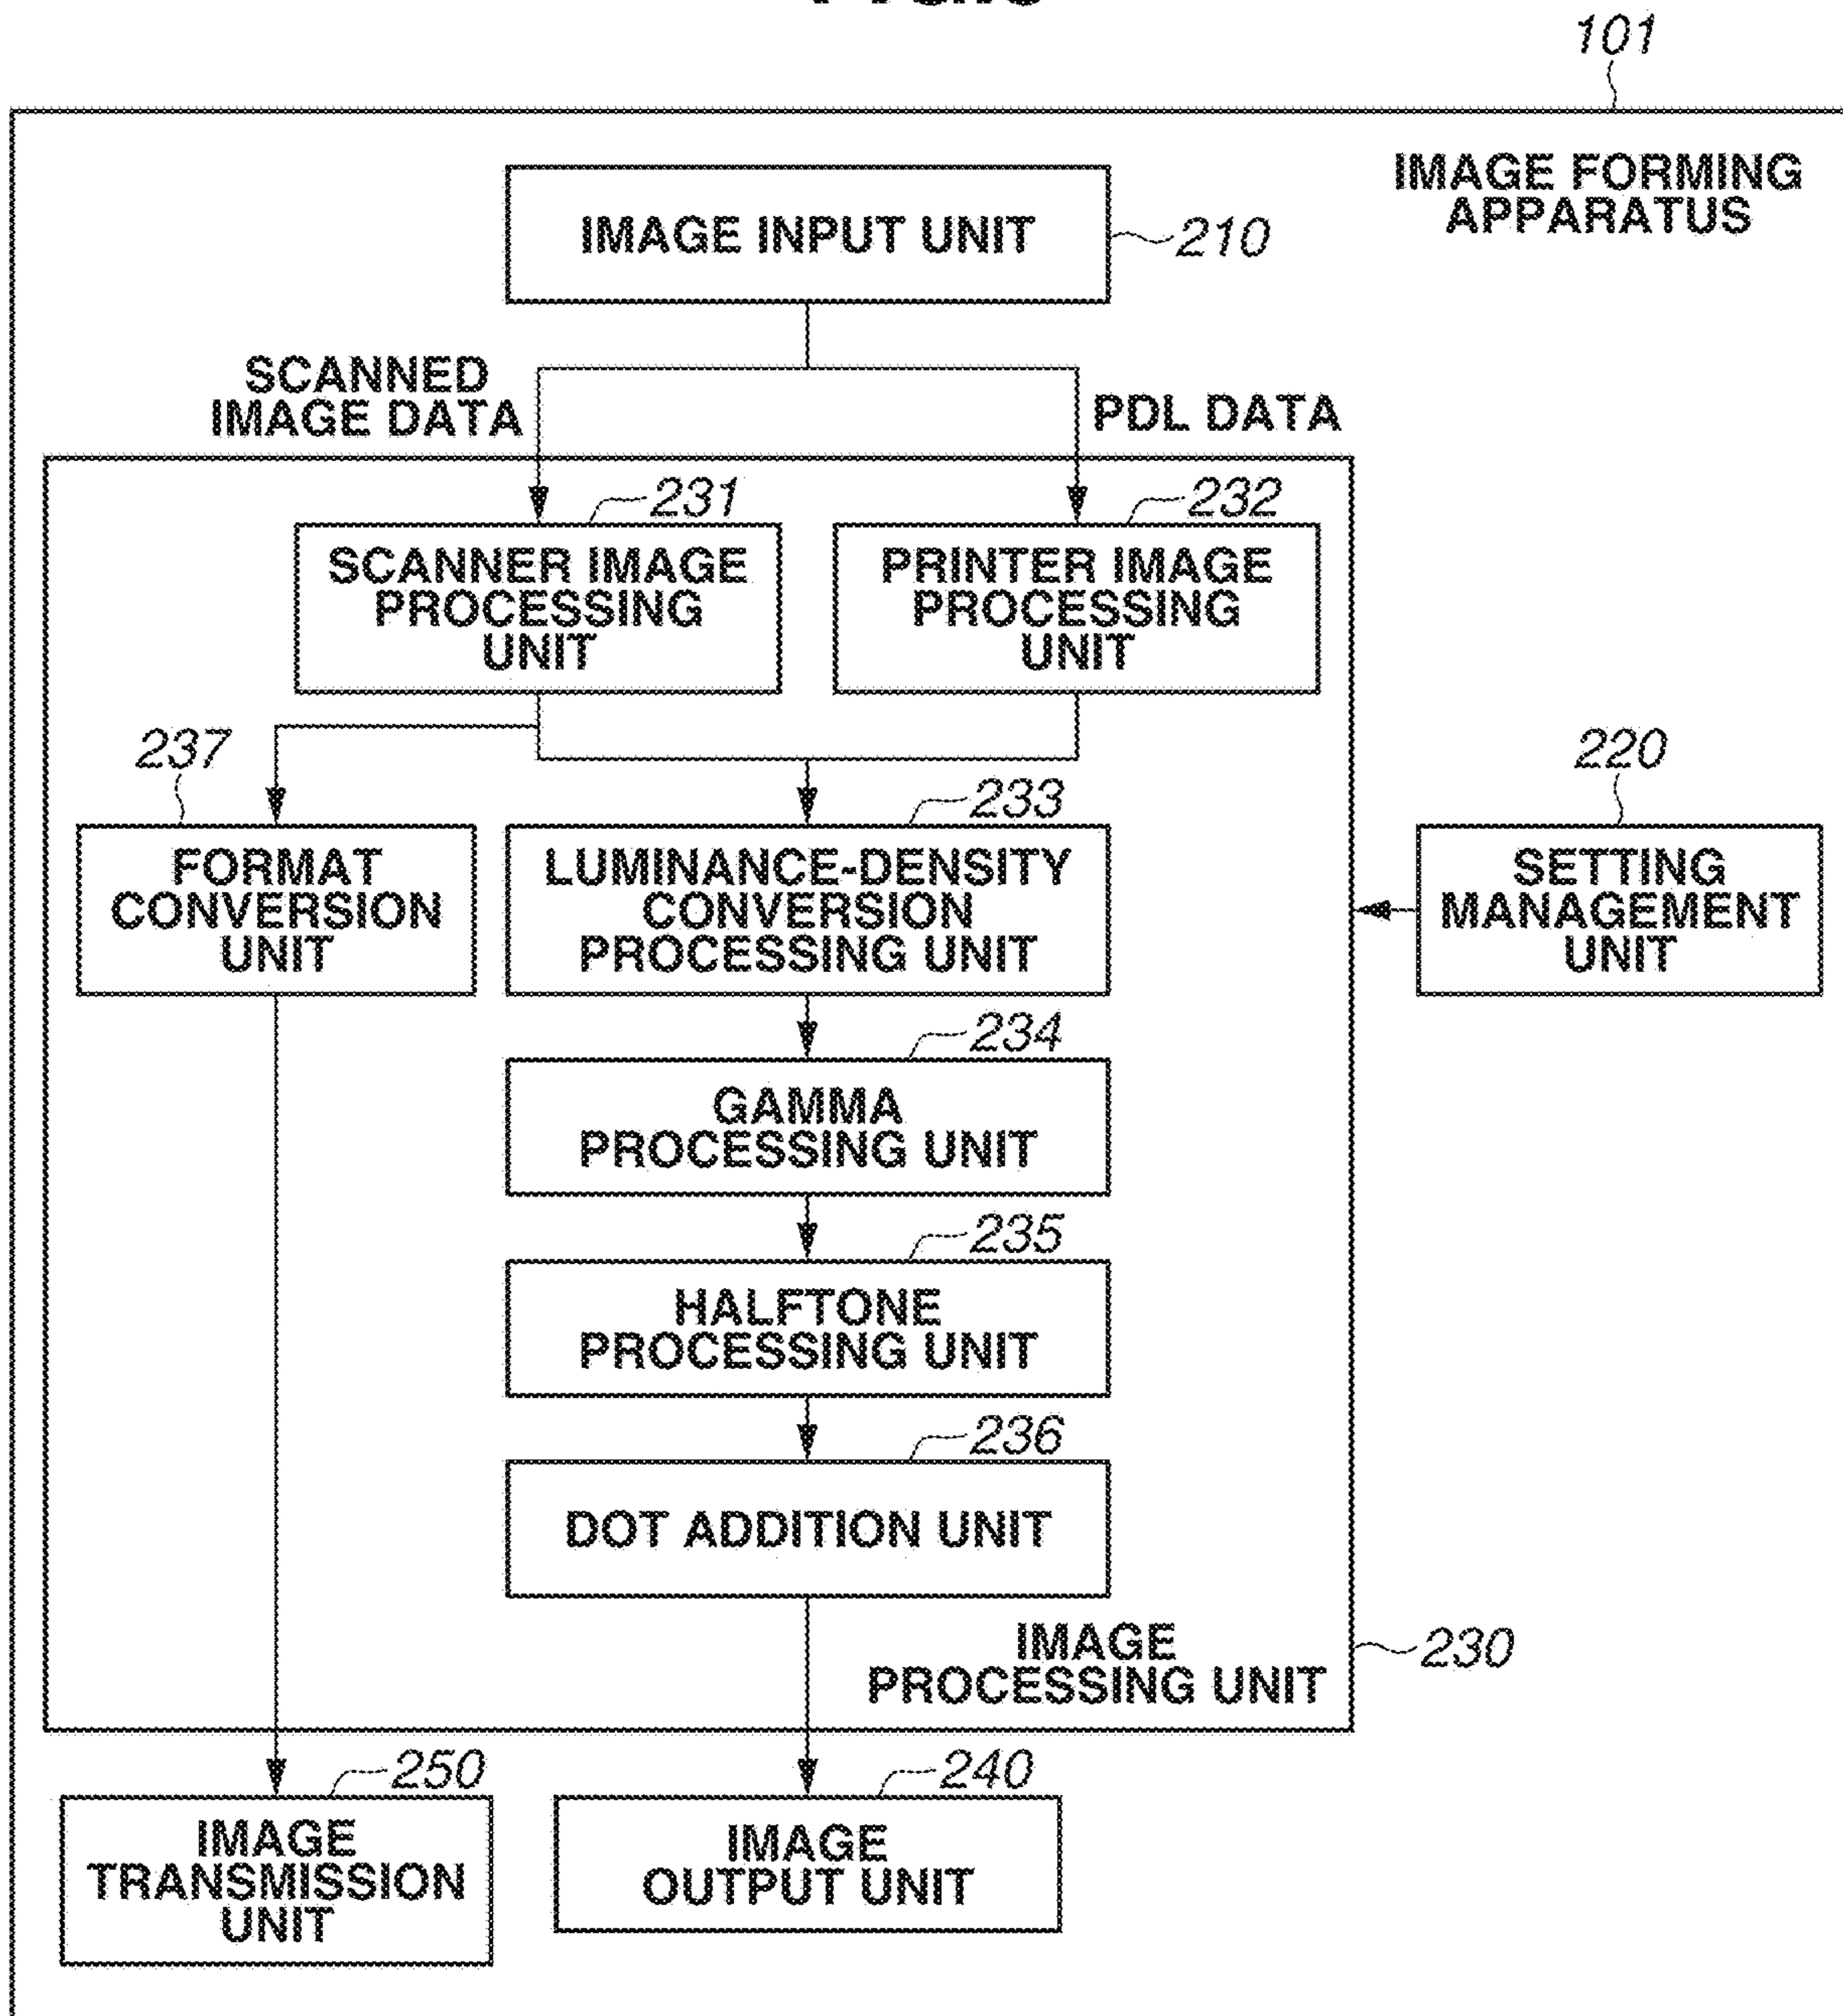 101
IMAGE FORMING
APPARATUS
IMAGE INPUT UNIT
210
SCANNED
IMAGE DATA
PDL DATA
231
232
SCANNER IMAGE
PROCESSING
UNIT
PRINTER IMAGE
PROCESSING
UNIT
237
233
220
FORMAT
CONVERSION
UNIT
LUMINANCE-DENSITY
CONVERSION
PROCESSING UNIT
SETTING
MANAGEMENT
UNIT
234
GAMMA
PROCESSING UNIT
235
HALFTONE
PROCESSING UNIT
236
DOT ADDITION UNIT
IMAGE
PROCESSING UNIT
230
250
240
IMAGE
TRANSMISSION
UNIT
IMAGE
OUTPUT UNIT